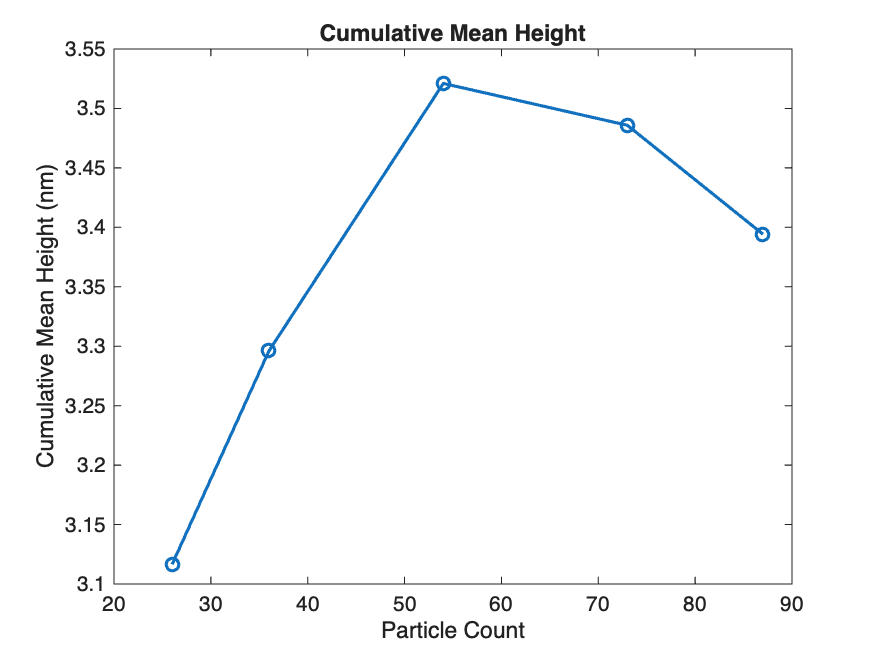 Cumulative Mean Height
Cumulative Mean Height (nm)
3.55
3.5
3.45
3.4
3.35
3.3
3.25
3.2
3.15
3.1
20 30 40 50 60 70 80 90
Particle Count